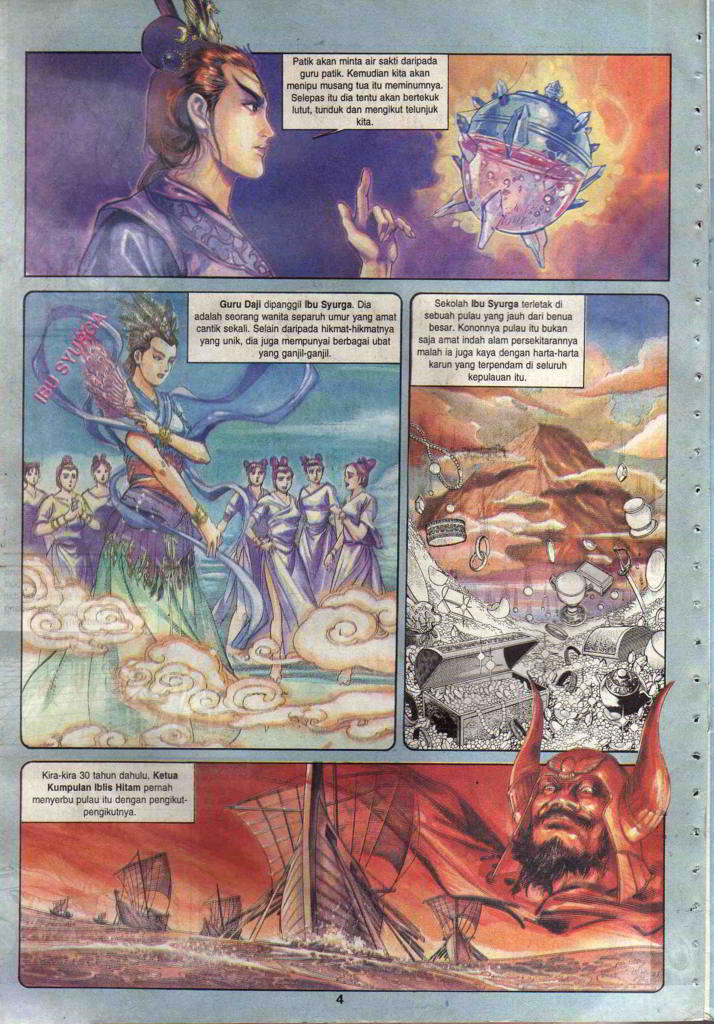 Patik akan minta air sakti daripada
guru patik. Kemudian kita akan
menipu musang tua itu meminumnya.
Selepas itu dia tentu akan bertekuk
lutut, tunduk dan mengikut telunjuk
kita.
Guru Daji dipanggil Ibu Syurga. Dia
adalah seorang wanita separuh umur yang amat
cantik sekali. Selain daripada hikmat-hikmatnya
yang unik, dia juga mempunyai berbagai ubat
yang ganjil-ganjil.
IBU SYURGA
Sekolah Ibu Syurga terletak di
sebuah pulau yang jauh dari benua
besar. Kononnya pulau itu bukan
saja amat indah alam persekitarannya
malah ia juga kaya dengan harta-harta
karun yang terpendam di seluruh
kepulauan itu.
Kira-kira 30 tahun dahulu, Ketua
Kumpulan Iblis Hitam pernah
menyerbu pulau itu dengan pengikut-
pengikutnya.
4